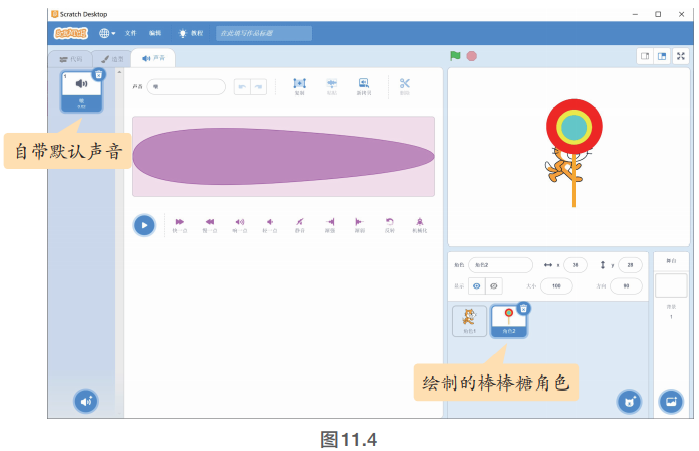 Scratch Desktop
文件
编辑
教程
在此填写作品标题
代码
造型
声音
1
自带默认声音
声音
啵
复制
粘贴
新拷贝
删除
快一点
慢一点
响一点
轻一点
静音
渐强
渐弱
反转
机械化
角色
角色2
x
36
y
28
显示
大小
100
方向
90
角色1
角色2
舞台
背景
1
绘制的棒棒糖角色
图11.4